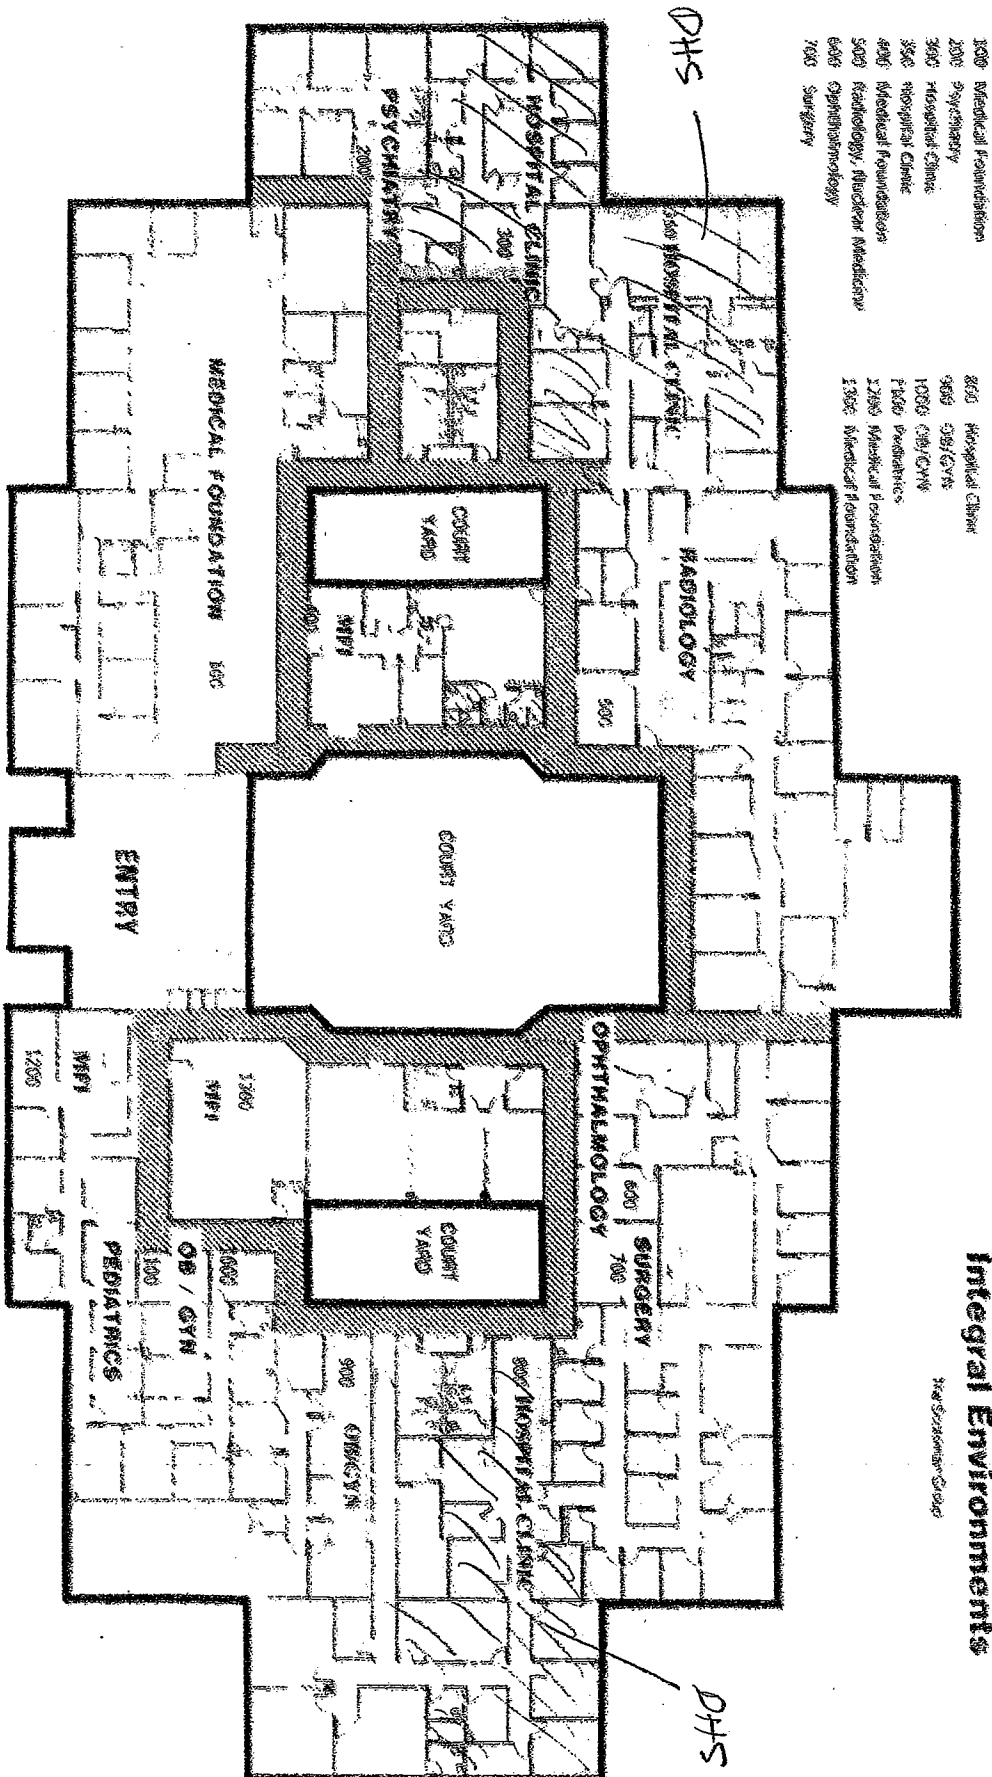 Integral Environments
100 Medical Foundation
200 Psychiatry
300 Hospital Clinic
350 Hospital Clinic
400 Medical Foundation
500 Radiology, Nuclear Medicine
600 Ophthalmology
700 Surgery
800 Hospital Clinic
900 OB/GYN
1000 OB/GYN
1100 Pediatrics
1200 Medical Foundation
1300 Medical Foundation
DHS
350 HOSPITAL CLINIC
HOSPITAL CLINIC
300
PSYCHIATRY
200
RADIOLOGY
500
COURT
YARD
MPI
400
MEDICAL FOUNDATION 100
COURT YARD
ENTRY
OPHTHALMOLOGY
600
SURGERY
700
1300
MPI
MPI
1200
COURT
YARD
OB / GYN
1000
1100
PEDIATRICS
800 HOSPITAL CLINIC
900 OB/GYN
DHS